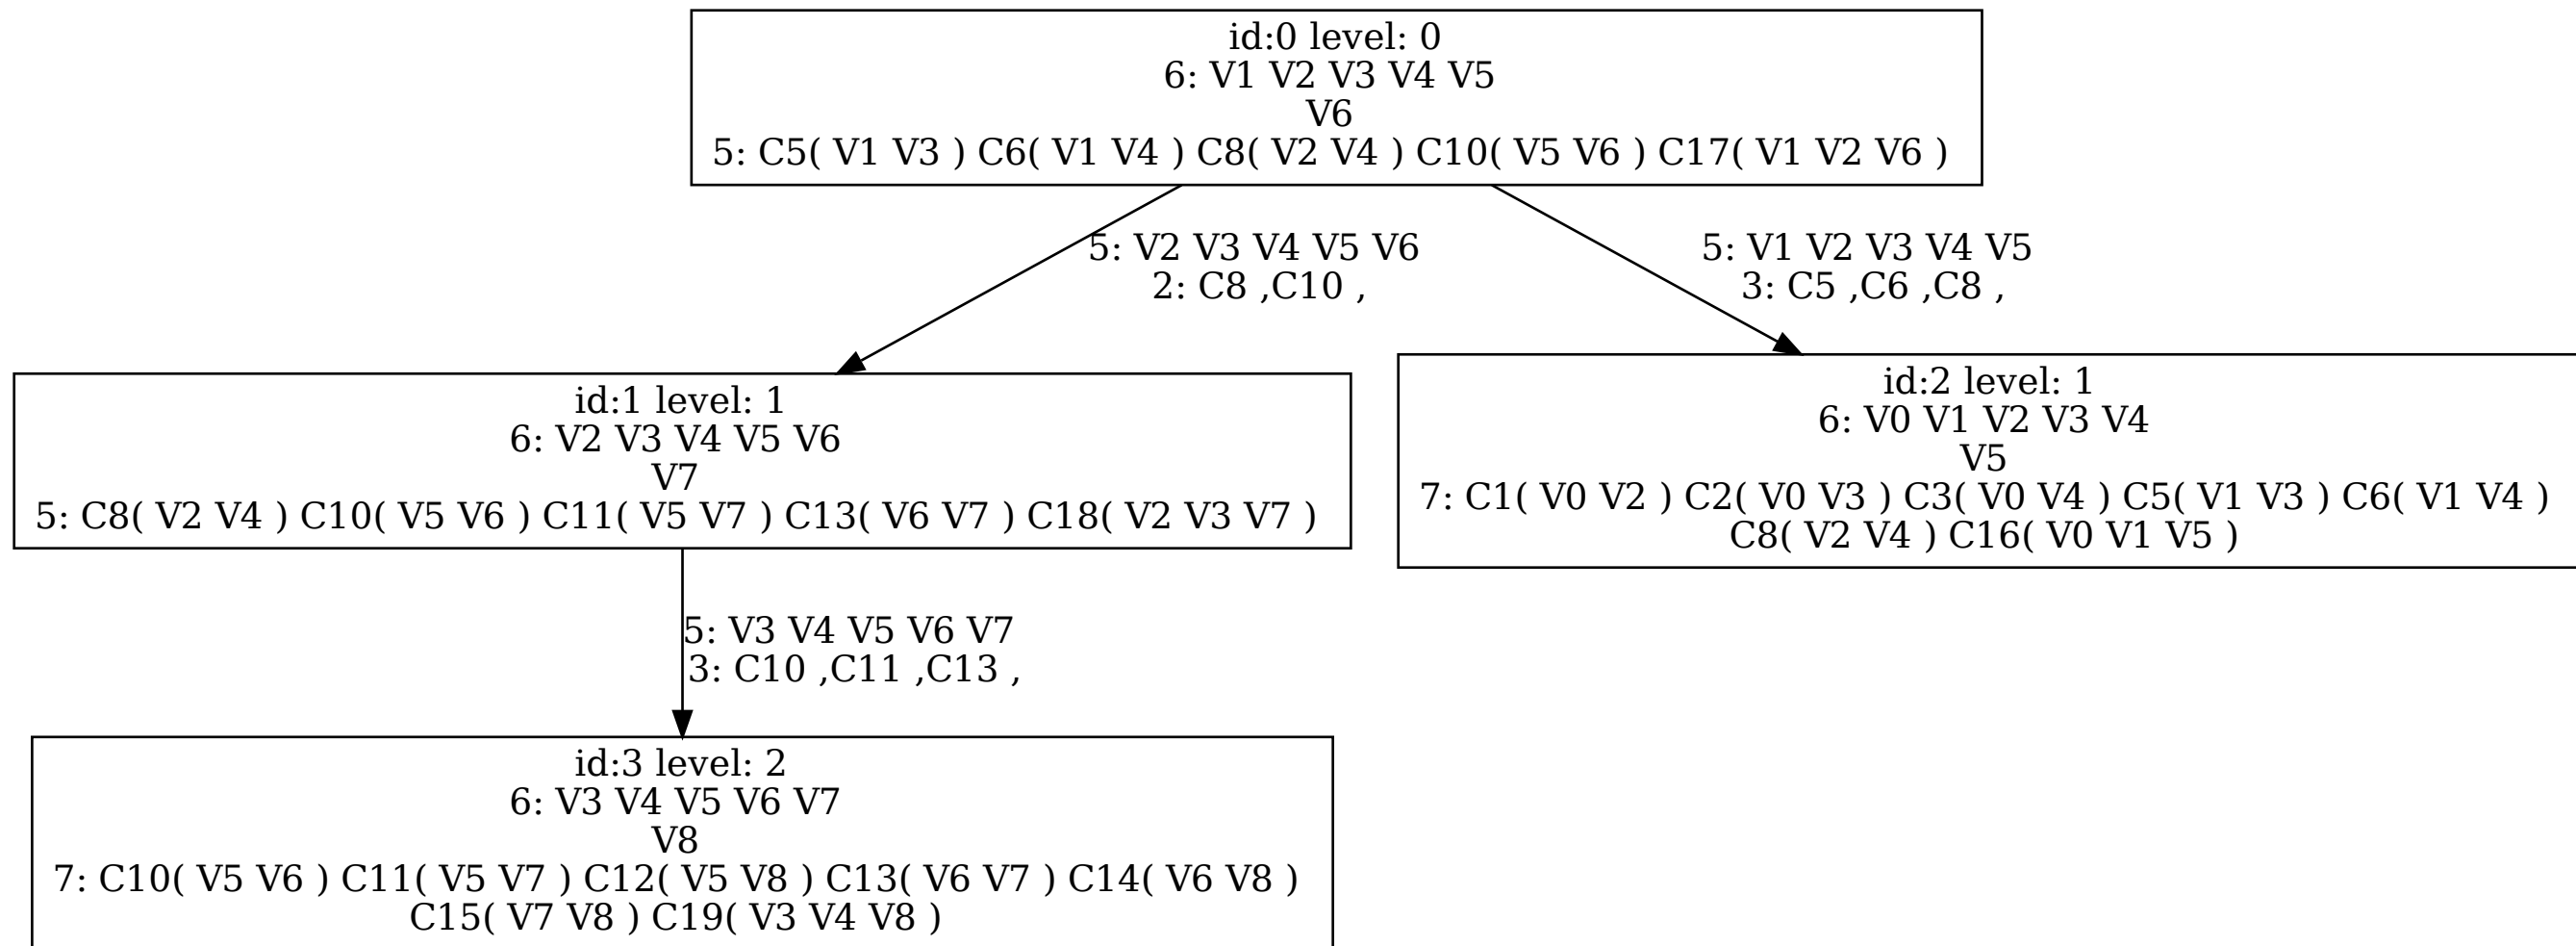 id:0 level: 0
6: V1 V2 V3 V4 V5
V6
5: C5( V1 V3 ) C6( V1 V4 ) C8( V2 V4 ) C10( V5 V6 ) C17( V1 V2 V6 )
5: V2 V3 V4 V5 V6
2: C8 ,C10 ,
5: V1 V2 V3 V4 V5
3: C5 ,C6 ,C8 ,
id:1 level: 1
6: V2 V3 V4 V5 V6
V7
5: C8( V2 V4 ) C10( V5 V6 ) C11( V5 V7 ) C13( V6 V7 ) C18( V2 V3 V7 )
id:2 level: 1
6: V0 V1 V2 V3 V4
V5
7: C1( V0 V2 ) C2( V0 V3 ) C3( V0 V4 ) C5( V1 V3 ) C6( V1 V4 )
C8( V2 V4 ) C16( V0 V1 V5 )
5: V3 V4 V5 V6 V7
3: C10 ,C11 ,C13 ,
id:3 level: 2
6: V3 V4 V5 V6 V7
V8
7: C10( V5 V6 ) C11( V5 V7 ) C12( V5 V8 ) C13( V6 V7 ) C14( V6 V8 )
C15( V7 V8 ) C19( V3 V4 V8 )